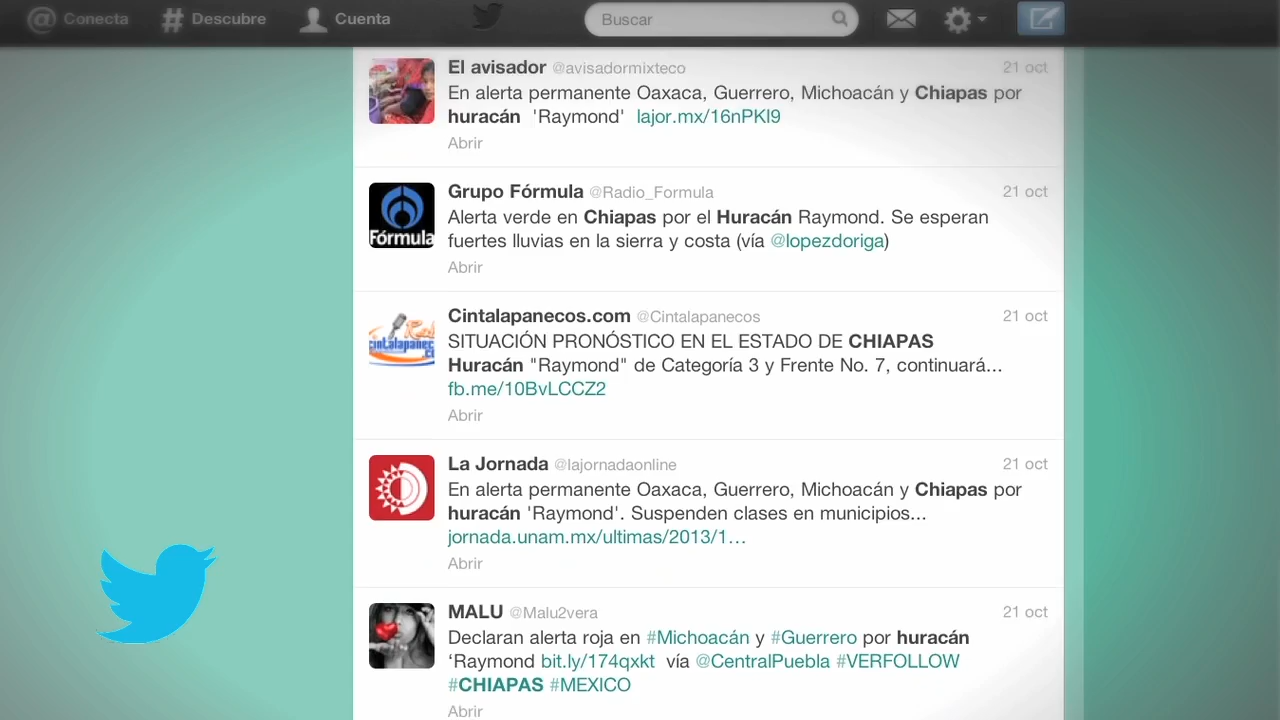 Conecta
Descubre
Cuenta
Buscar
El avisador @avisadormixteco 21 oct
En alerta permanente Oaxaca, Guerrero, Michoacán y Chiapas por
huracán 'Raymond' lajor.mx/16nPKI9
Abrir
Grupo Fórmula @Radio_Formula 21 oct
Alerta verde en Chiapas por el Huracán Raymond. Se esperan
fuertes lluvias en la sierra y costa (vía @lopezdoriga)
Fórmula
Abrir
Cintalapanecos.com @Cintalapanecos 21 oct
SITUACIÓN PRONÓSTICO EN EL ESTADO DE CHIAPAS
Huracán "Raymond" de Categoría 3 y Frente No. 7, continuará...
fb.me/10BvLCCZ2
Abrir
La Jornada @lajornadaonline 21 oct
En alerta permanente Oaxaca, Guerrero, Michoacán y Chiapas por
huracán 'Raymond'. Suspenden clases en municipios...
jornada.unam.mx/ultimas/2013/1…
Abrir
MALU @Malu2vera 21 oct
Declaran alerta roja en #Michoacán y #Guerrero por huracán
‘Raymond bit.ly/174qxkt vía @CentralPuebla #VERFOLLOW
#CHIAPAS #MEXICO
Abrir